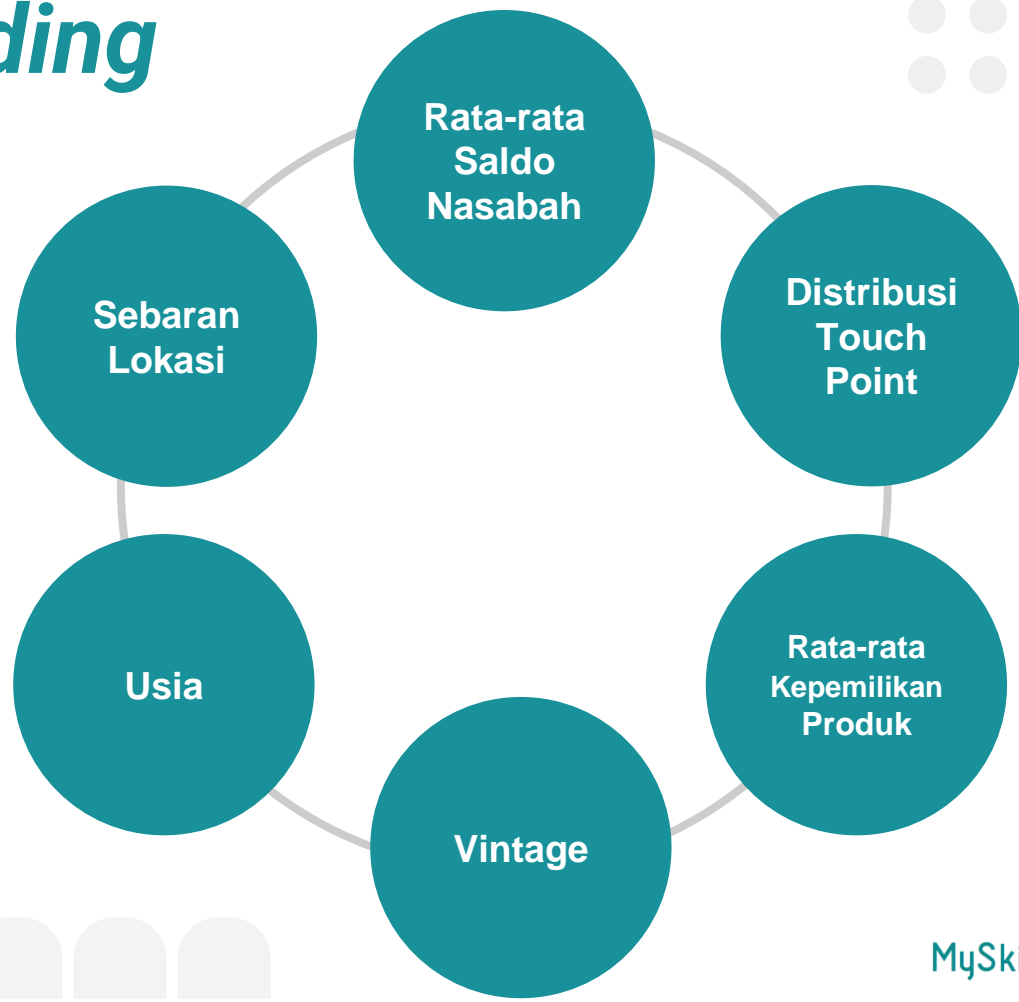 ding
Rata-rata
Saldo
Nasabah
Distribusi
Touch
Point
Sebaran
Lokasi
Rata-rata
Kepemilikan
Produk
Usia
Vintage
MySk